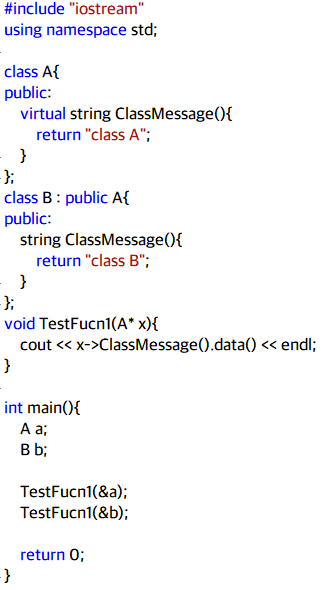 #include "iostream"
using namespace std;
class A{
public:
virtual string ClassMessage(){
return "class A";
}
};
class B : public A{
public:
string ClassMessage(){
return "class B";
}
};
void TestFucn1(A* x){
cout << x->ClassMessage().data() << endl;
}
int main(){
A a;
B b;
TestFucn1(&a);
TestFucn1(&b);
return 0;
}